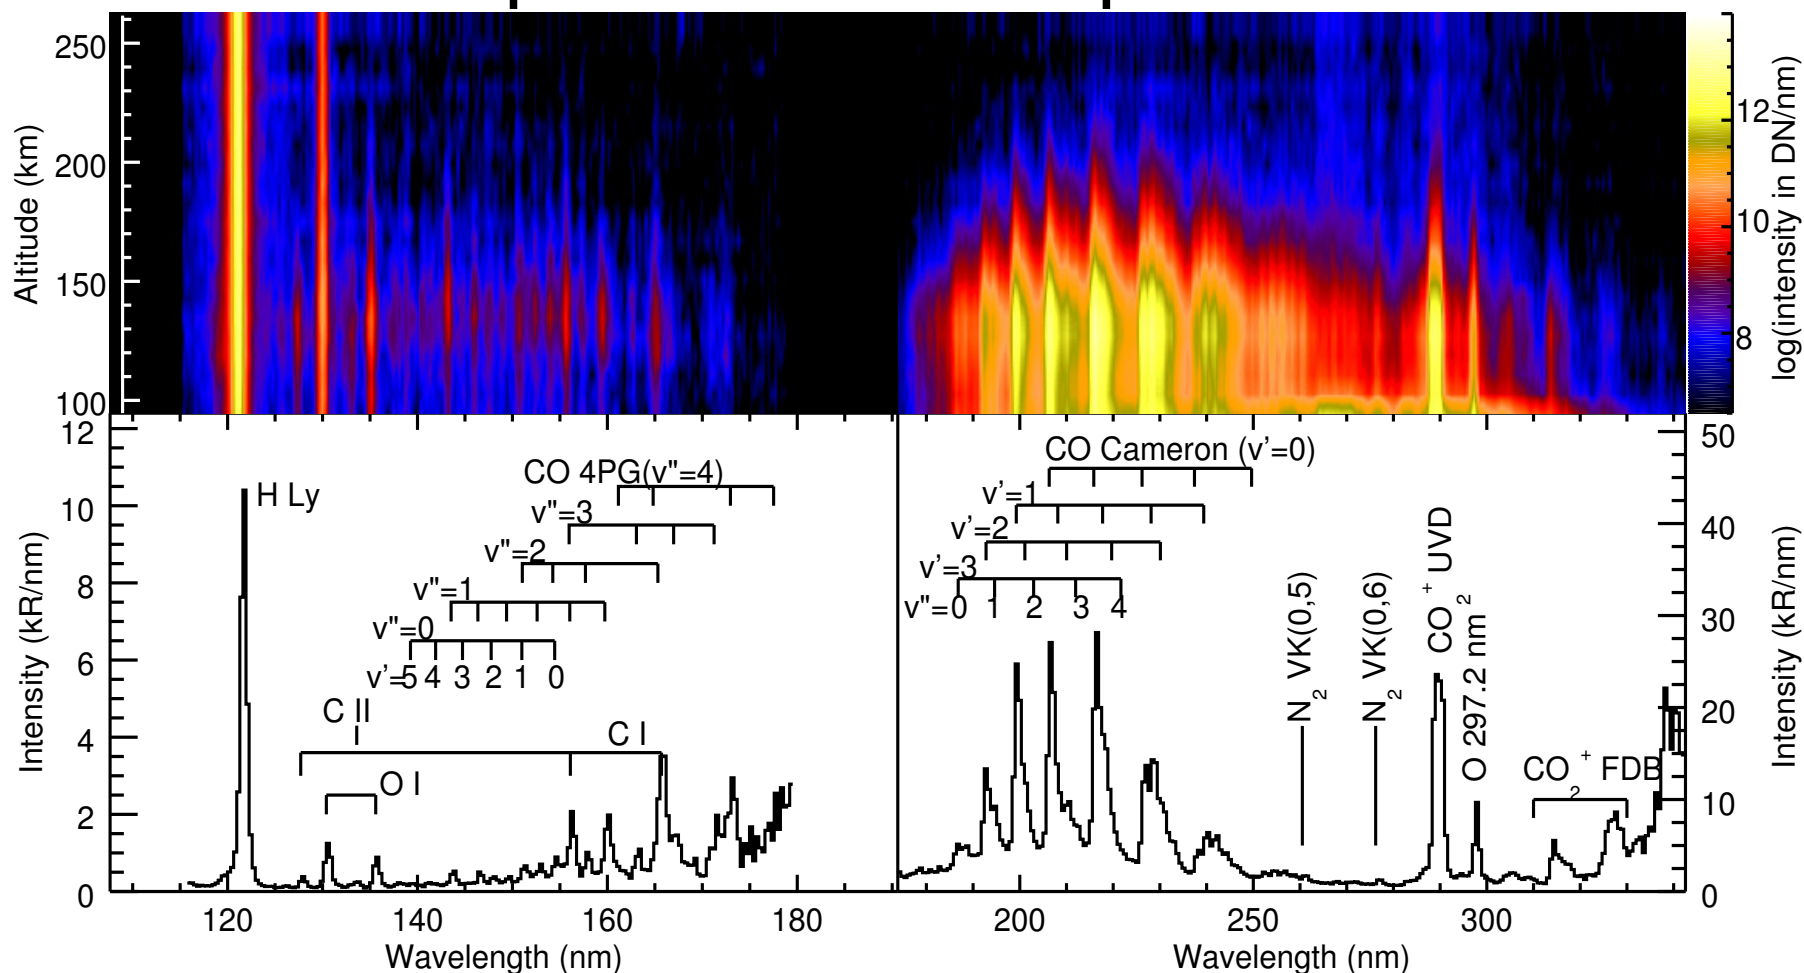 250
200
150
100
Altitude (km)
12
10
8
log(intensity in DN/nm)
12
10
8
6
4
2
0
Intensity (kR/nm)
H Ly
CO 4PG(v"=4)
v"=3
v"=2
v"=1
v"=0
v'=5 4 3 2 1 0
C II
C I
O I
120 140 160 180
Wavelength (nm)
CO Cameron (v'=0)
v'=1
v'=2
v'=3
v"=0 1 2 3 4
N2 VK(0,5)
N2 VK(0,6)
CO2+ UVD
O 297.2 nm
CO2+ FDB
50
40
30
20
10
0
Intensity (kR/nm)
200 250 300
Wavelength (nm)